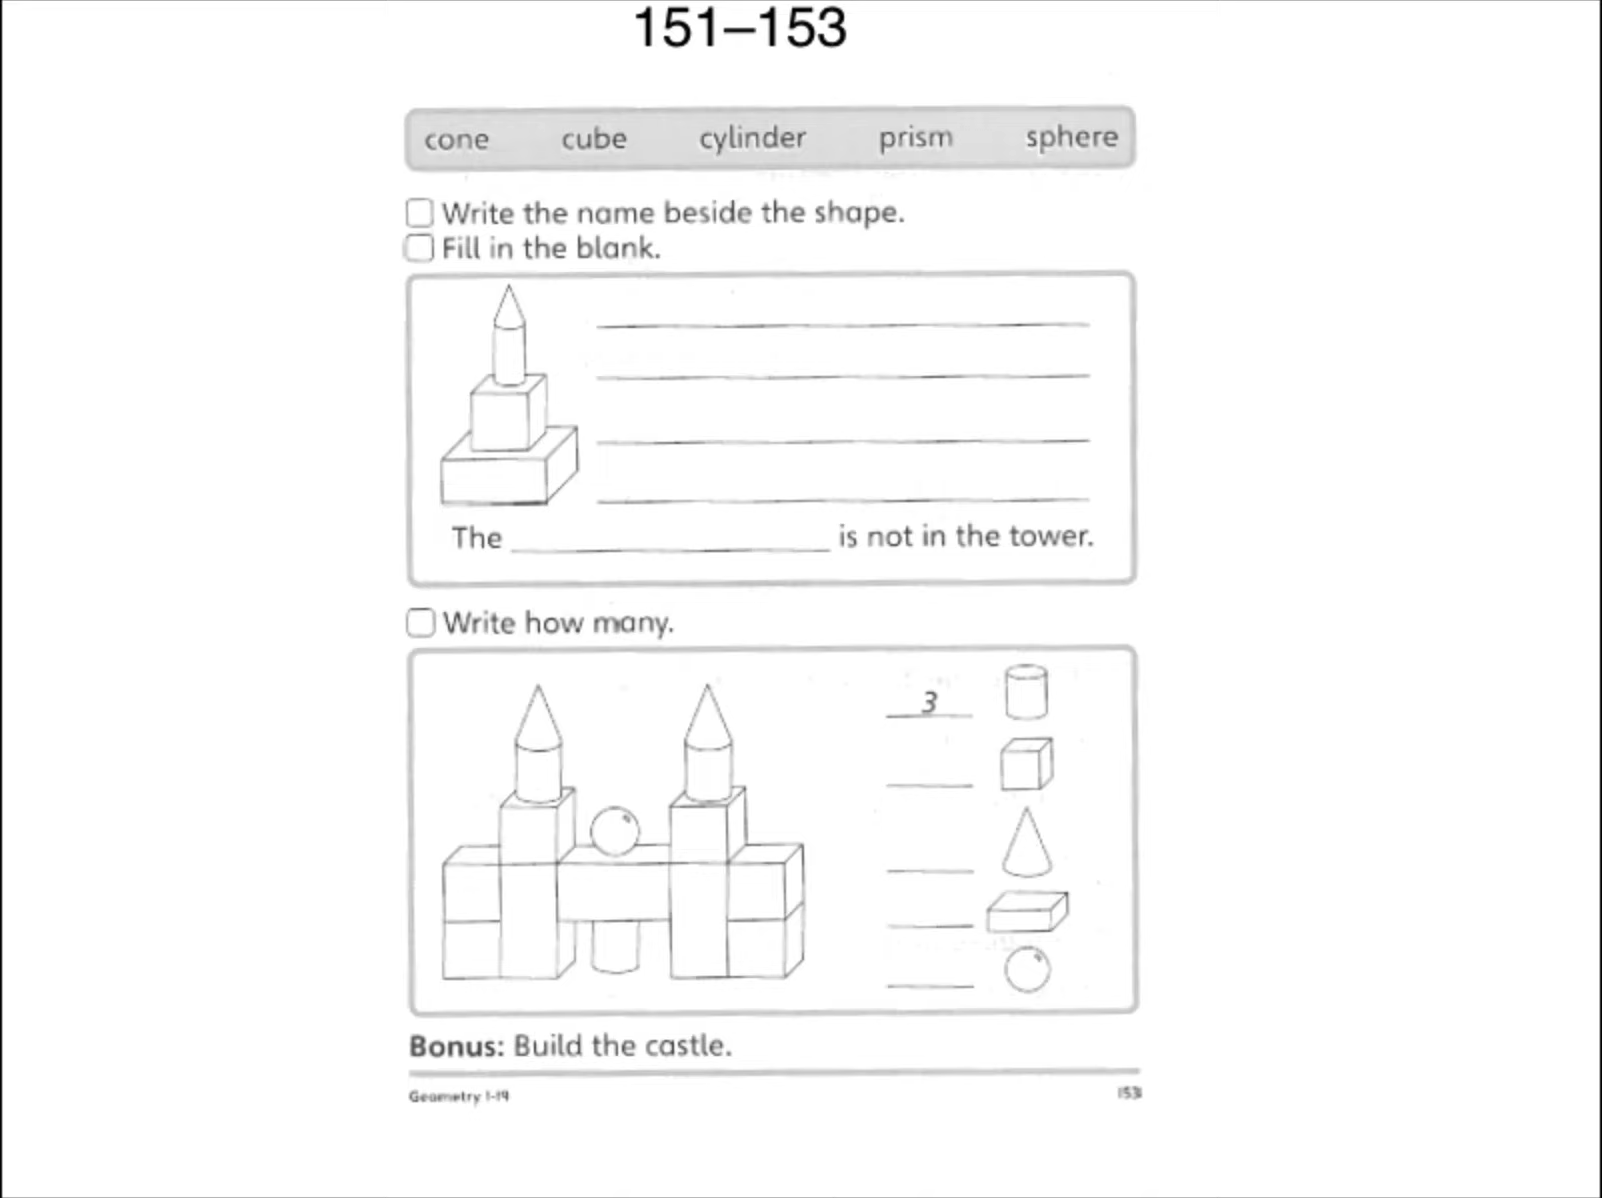 151–153
cone cube cylinder prism sphere
Write the name beside the shape.
Fill in the blank.
The ______ is not in the tower.
Write how many.
3
Bonus: Build the castle.
Geometry 1-19
153